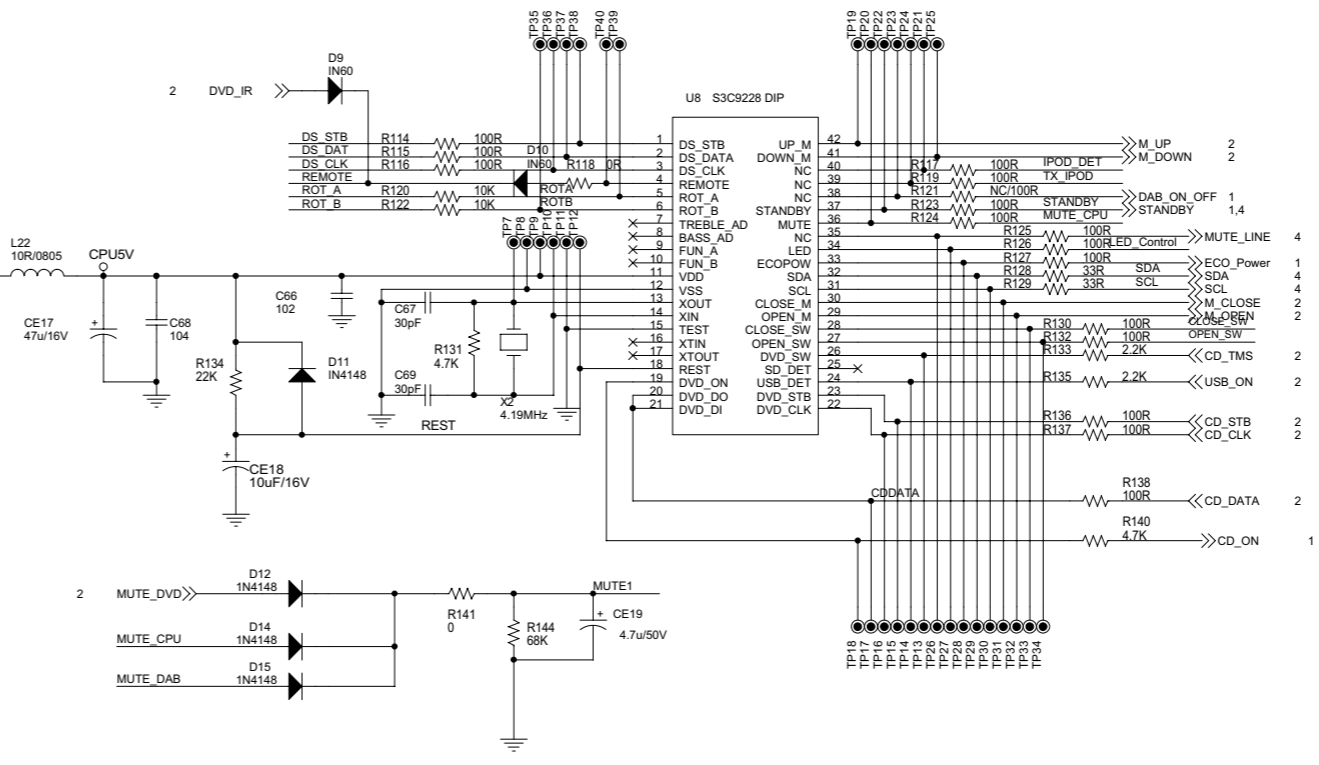 TP35 TP36 TP37 TP38 TP40 TP39
TP19 TP20 TP22 TP23 TP24 TP21 TP25
D9
IN60
2 DVD_IR
U8 S3C9228 DIP
DS_STB R114 100R 1 DS_STB UP_M 42 M_UP 2
DS_DAT R115 100R 2 DS_DATA DOWN_M 41 M_DOWN 2
DS_CLK R116 100R 3 DS_CLK NC 40 R117 100R IPOD_DET
D10
IN60
R118 0R
REMOTE 4 REMOTE NC 39 R119 100R TX_IPOD
ROT_A R120 10K ROTA 5 ROT_A NC 38 R121 NC/100R DAB_ON_OFF 1
ROT_B R122 10K ROTB 6 ROT_B STANDBY 37 R123 100R STANDBY STANDBY 1,4
7 TREBLE_AD MUTE 36 R124 100R MUTE_CPU
8 BASS_AD NC 35 R125 100R MUTE_LINE 4
9 FUN_A LED 34 R126 100R LED_Control
10 FUN_B ECOPOW 33 R127 100R ECO_Power 1
11 VDD SDA 32 R128 33R SDA SDA 4
12 VSS SCL 31 R129 33R SCL SCL 4
13 XOUT CLOSE_M 30 M_CLOSE 2
14 XIN OPEN_M 29 M_OPEN 2
15 TEST CLOSE_SW 28 R130 100R CLOSE_SW
16 XTIN OPEN_SW 27 R132 100R OPEN_SW
17 XTOUT DVD_SW 26 R133 2.2K CD_TMS 2
18 REST SD_DET 25
19 DVD_ON USB_DET 24 R135 2.2K USB_ON 2
20 DVD_DO DVD_STB 23
21 DVD_DI DVD_CLK 22
R136 100R CD_STB 2
R137 100R CD_CLK 2
TP7 TP8 TP9 TP10 TP11 TP12
L22
10R/0805
CPU5V
CE17
47u/16V
C68
104
C66
102
C67
30pF
R134
22K
D11
IN4148
R131
4.7K
C69
30pF
X2
4.19MHz
REST
CE18
10uF/16V
CDDATA
R138
100R
CD_DATA 2
R140
4.7K
CD_ON 1
2 MUTE_DVD
D12
1N4148
MUTE_CPU
D14
1N4148
MUTE_DAB
D15
1N4148
R141
0
MUTE1
R144
68K
CE19
4.7u/50V
TP18 TP17 TP16 TP15 TP14 TP13 TP26 TP27 TP28 TP29 TP30 TP31 TP32 TP33 TP34